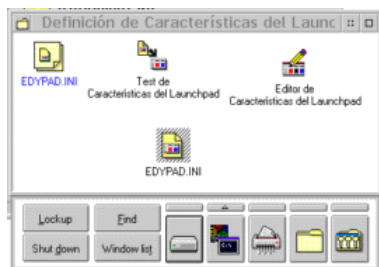 Definición de Características del Launc
EDYPAD.INI
Test de
Características del Launchpad
Editor de
Características del Launchpad
EDYPAD.INI
Lockup
Find
Shut down
Window list